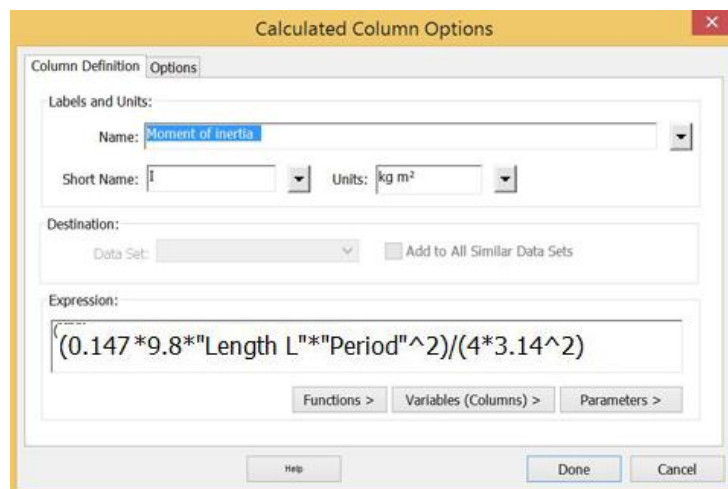 Calculated Column Options
Column Definition Options
Labels and Units:
Name: Moment of inertia
Short Name: I Units: kg m²
Destination:
Data Set: Add to All Similar Data Sets
Expression:
(0.147*9.8*"Length L"*"Period"^2)/(4*3.14^2)
Functions > Variables (Columns) > Parameters >
Help Done Cancel